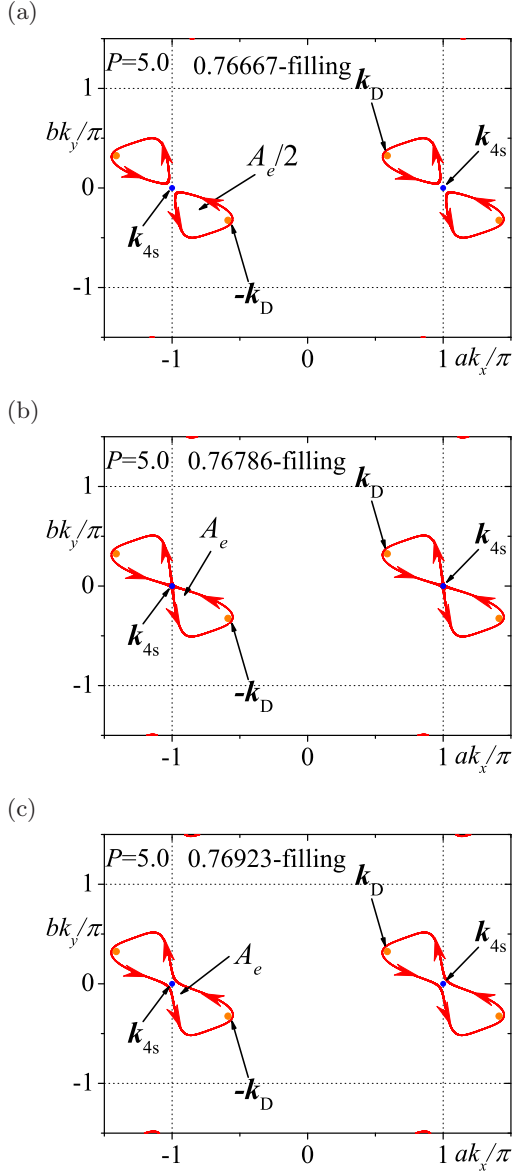 (a)
P=5.0 0.76667-filling
k_D
k_4s
A_e/2
k_4s
-k_D
bk_y/π
1
0
-1
-1 0 1 ak_x/π
(b)
P=5.0 0.76786-filling
k_D
k_4s
A_e
k_4s
-k_D
bk_y/π
1
0
-1
-1 0 1 ak_x/π
(c)
P=5.0 0.76923-filling
k_D
k_4s
A_e
k_4s
-k_D
bk_y/π
1
0
-1
-1 0 1 ak_x/π